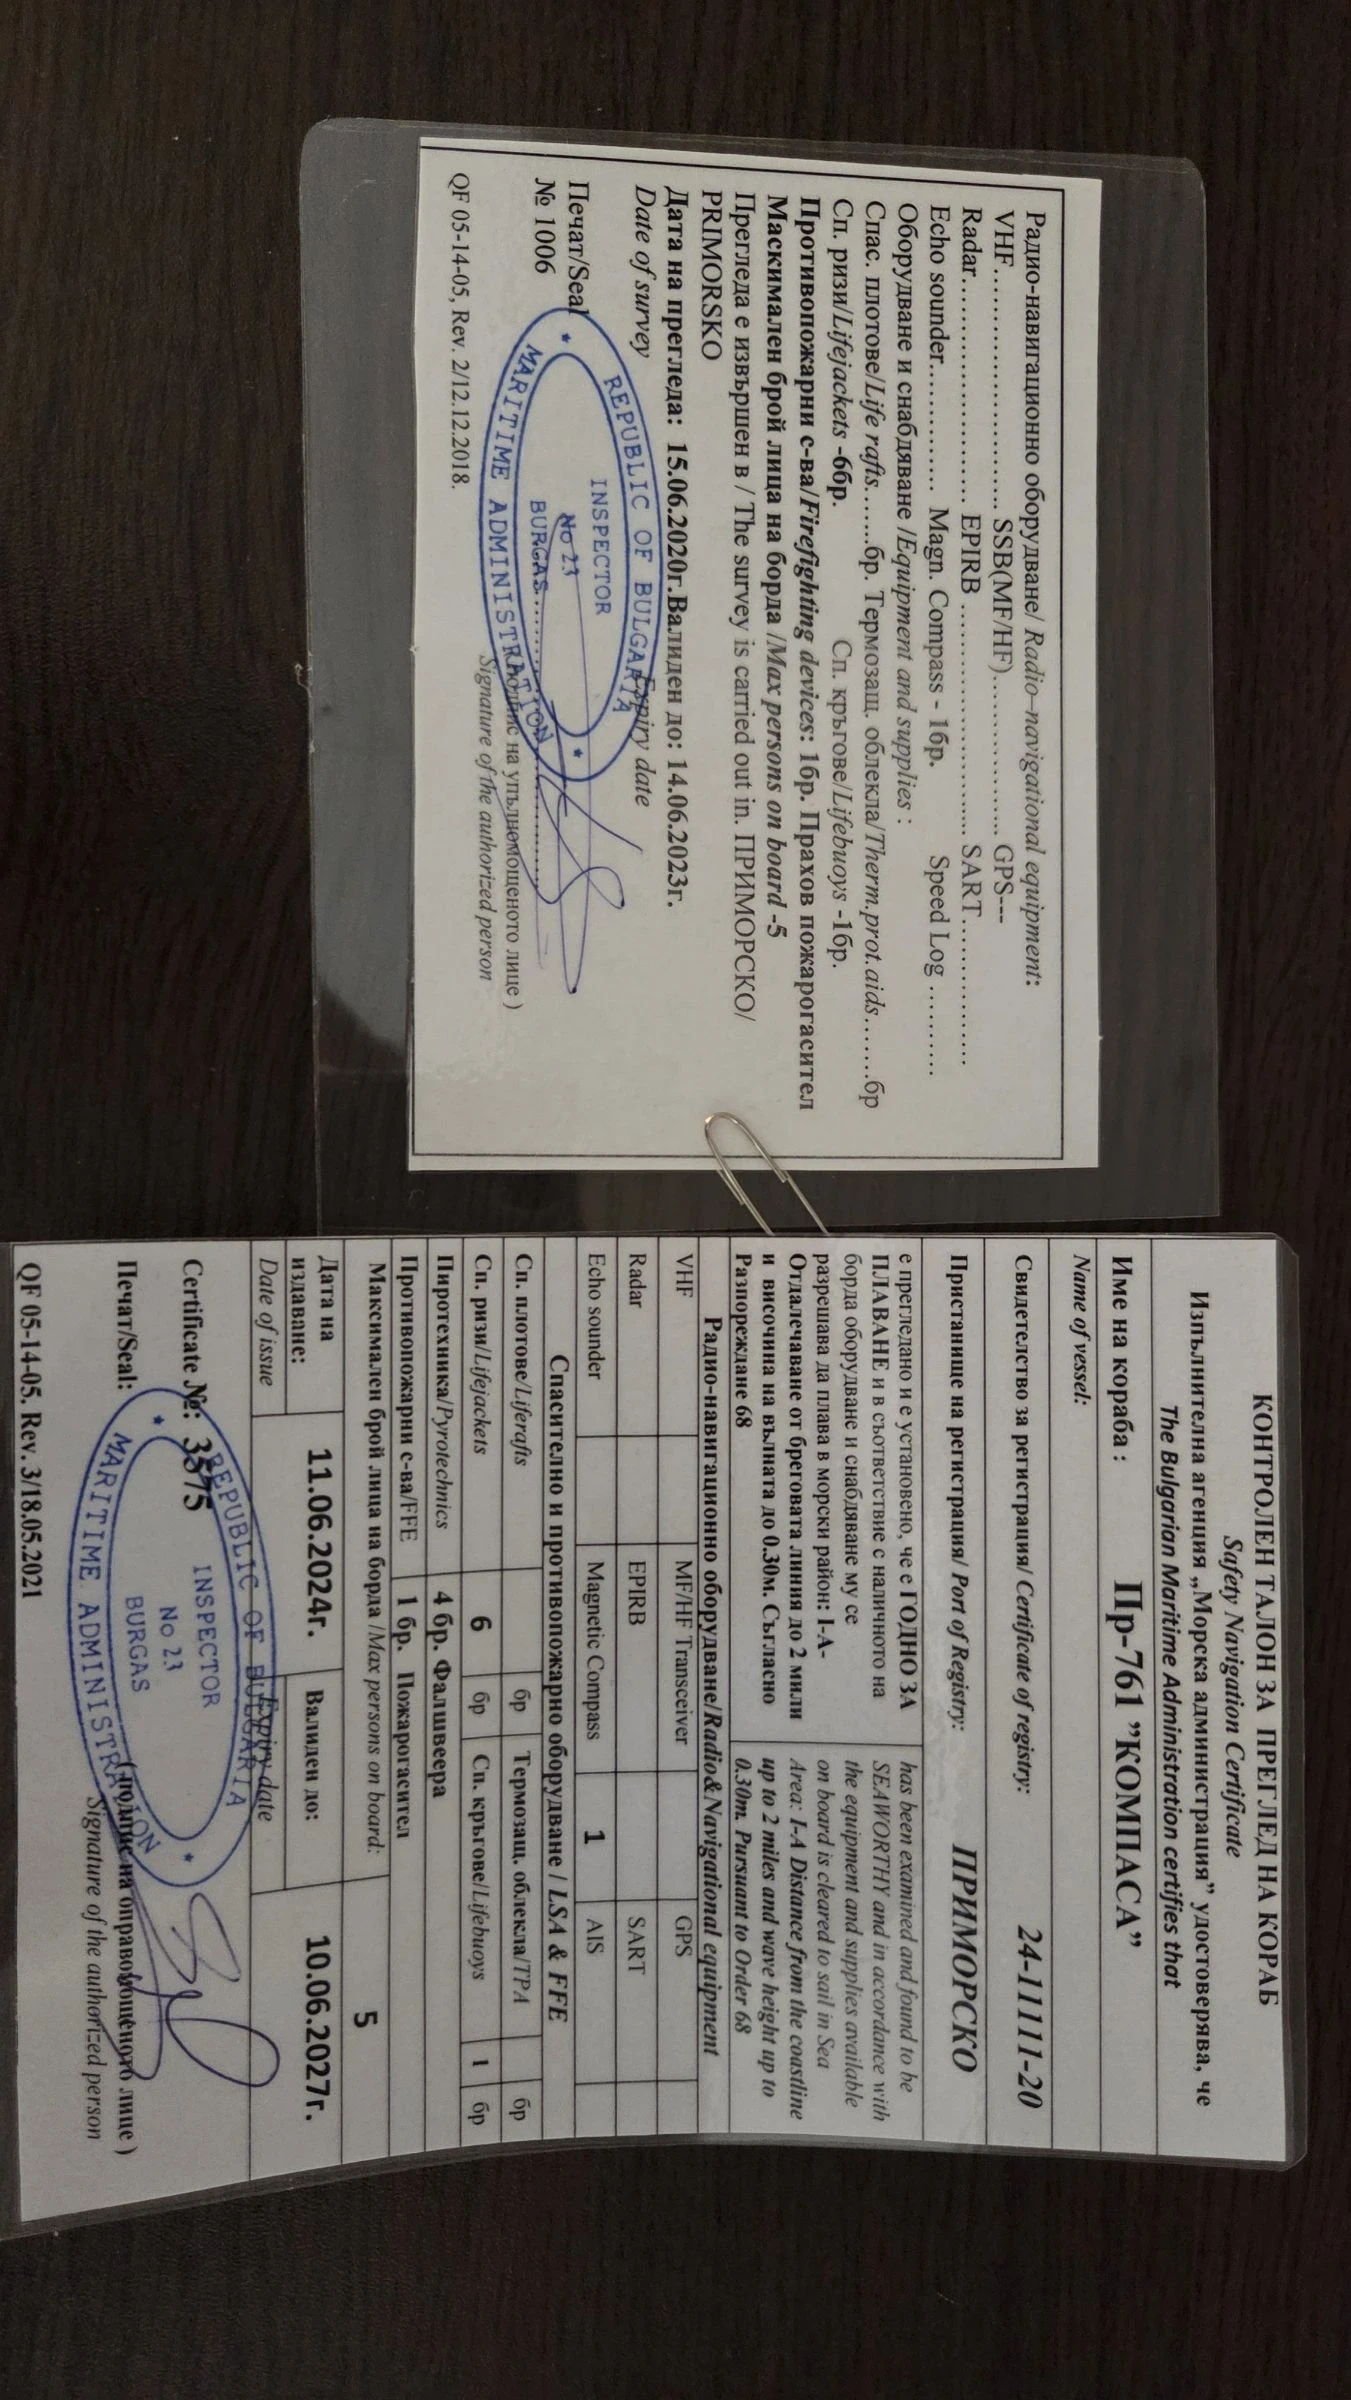 Радио-навигационно оборудване/ Radio–navigational equipment:
VHF........................... SSB(MF/HF)................... GPS---
Radar.......................... EPIRB .......................... SART................
Echo sounder............. Magn. Compass - 1бр. Speed Log ..........
Оборудване и снабдяване /Equipment and supplies :
Спас. плотове/Life rafts.......бр. Термозащ. облекла/Therm.prot.aids.......бр
Сп. ризи/Lifejackets -6бр. Сп. кръгове/Lifebuoys -1бр.
Противопожарни с-ва/Firefighting devices: 1бр. Прахов пожарогасител
Маскимален брой лица на борда /Max persons on board -5
Прегледа е извършен в / The survey is carried out in. ПРИМОРСКО/
PRIMORSKO
Дата на прегледа: 15.06.2020г.Валиден до: 14.06.2023г.
Date of survey Expiry date
Печат/Seal
№ 1006
REPUBLIC OF BULGARIA
INSPECTOR
No 23
BURGAS
MARITIME ADMINISTRATION
на упълномощеното лице )
Signature of the authorized person
QF 05-14-05, Rev. 2/12.12.2018.
КОНТРОЛЕН ТАЛОН ЗА ПРЕГЛЕД НА КОРАБ
Safety Navigation Certificate
Изпълнителна агенция „Морска администрация” удостоверява, че
The Bulgarian Maritime Administration certifies that
Име на кораба : Пр-761 ”КОМПАСА”
Name of vessel:
Свидетелство за регистрация/ Certificate of registry: 24-11111-20
Пристанище на регистрация/ Port of Registry: ПРИМОРСКО
е прегледано и е установено, че е ГОДНО ЗА
ПЛАВАНЕ и в съответствие с наличното на
борда оборудване и снабдяване му се
разрешава да плава в морски район: I-A-
Отдалечаване от бреговата линия до 2 мили
и височина на вълната до 0.30м. Съгласно
Разпореждане 68
has been examined and found to be
SEAWORTHY and in accordance with
the equipment and supplies available
on board is cleared to sail in Sea
Area: I-A Distance from the coastline
up to 2 miles and wave height up to
0.30m. Pursuant to Order 68
Радио-навигационно оборудване/Radio&Navigational equipment
VHF MF/HF Transceiver GPS
Radar EPIRB SART
Echo sounder Magnetic Compass 1 AIS
Спасително и противопожарно оборудване / LSA & FFE
Сп. плотове/Liferafts бр Термозащ. облекла/TPA бр
Сп. ризи/Lifejackets 6 бр Сп. кръгове/Lifebuoys 1 бр
Пиротехника/Pyrotechnics 4 бр. Фалшвеера
Противопожарни с-ва/FFE 1 бр. Пожарогасител
Максимален брой лица на борда /Max persons on board: 5
Дата на издаване: 11.06.2024г. Валиден до: 10.06.2027г.
Date of issue Expiry date
Certificate №: 3575
Печат/Seal:
REPUBLIC OF BULGARIA
INSPECTOR
No 23
BURGAS
MARITIME ADMINISTRATION
( подпис на оправомощеното лице )
Signature of the authorized person
QF 05-14-05. Rev. 3/18.05.2021